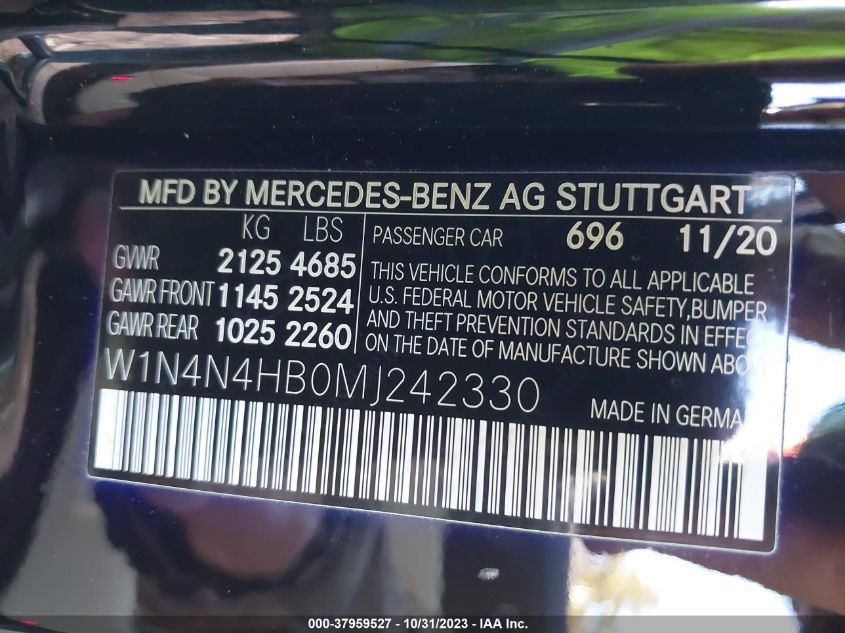 MFD BY MERCEDES-BENZ AG STUTTGART
KG LBS
GVWR 2125 4685
GAWR FRONT 1145 2524
GAWR REAR 1025 2260
PASSENGER CAR 696 11/20
THIS VEHICLE CONFORMS TO ALL APPLICABLE
U.S. FEDERAL MOTOR VEHICLE SAFETY, BUMPER
AND THEFT PREVENTION STANDARDS IN EFFEC
ON THE DATE OF MANUFACTURE SHOWN ABO
W1N4N4HB0MJ242330
MADE IN GERMA
000-37959527 - 10/31/2023 - IAA Inc.